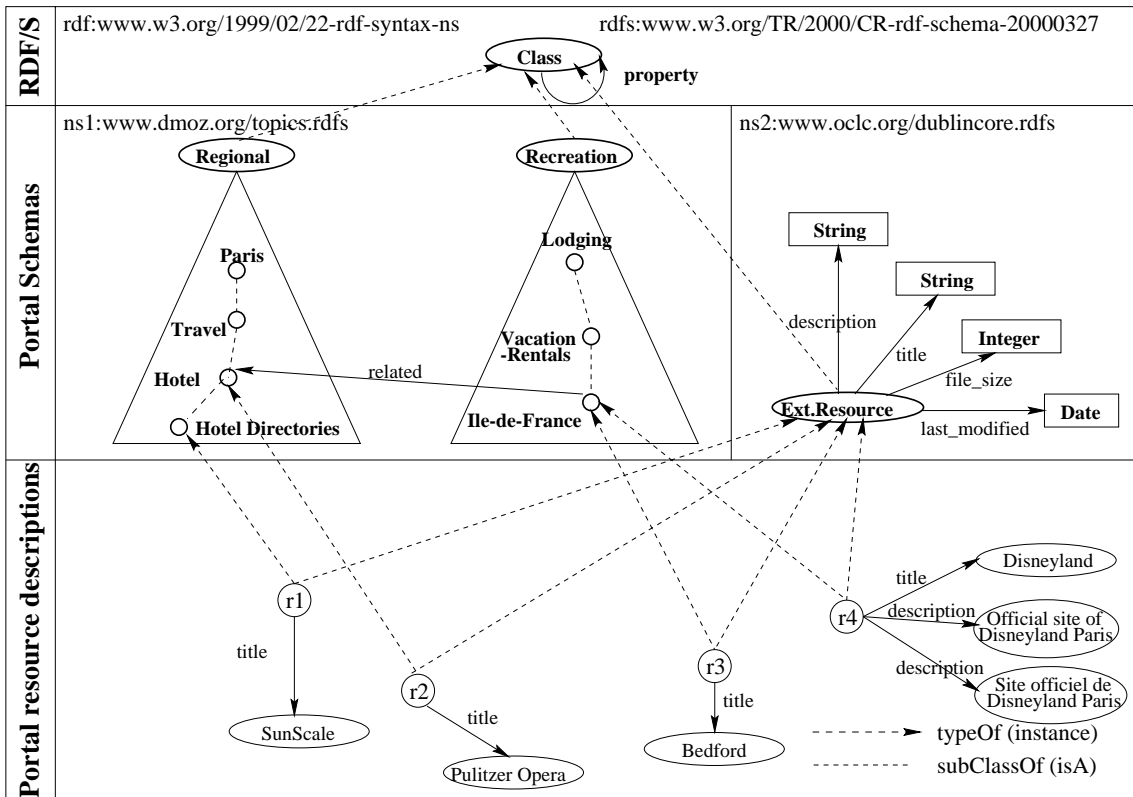 RDF/S
rdf:www.w3.org/1999/02/22-rdf-syntax-ns
rdfs:www.w3.org/TR/2000/CR-rdf-schema-20000327
Class
property
Portal Schemas
ns1:www.dmoz.org/topics.rdfs
Regional
Paris
Travel
Hotel
Hotel Directories
related
Recreation
Lodging
Vacation
-Rentals
Ile-de-France
ns2:www.oclc.org/dublincore.rdfs
String
String
Integer
Date
description
title
file_size
last_modified
Ext.Resource
Portal resource descriptions
r1
title
SunScale
r2
title
Pulitzer Opera
r3
title
Bedford
r4
title
Disneyland
description
Official site of
Disneyland Paris
description
Site officiel de
Disneyland Paris
typeOf (instance)
subClassOf (isA)